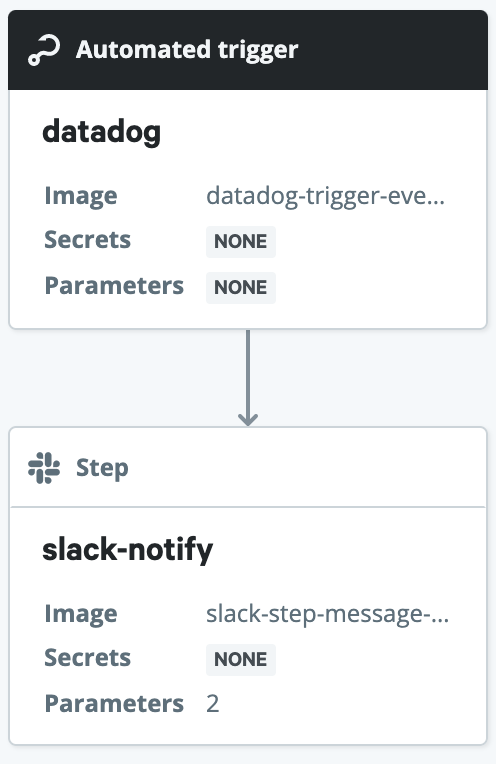 Automated trigger
datadog
Image datadog-trigger-eve...
Secrets NONE
Parameters NONE
Step
slack-notify
Image slack-step-message-...
Secrets NONE
Parameters 2